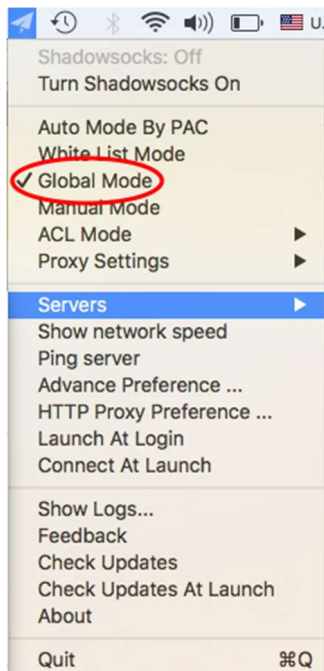 U.
Shadowsocks: Off
Turn Shadowsocks On
Auto Mode By PAC
White List Mode
✓ Global Mode
Manual Mode
ACL Mode ▶
Proxy Settings ▶
Servers ▶
Show network speed
Ping server
Advance Preference ...
HTTP Proxy Preference ...
Launch At Login
Connect At Launch
Show Logs...
Feedback
Check Updates
Check Updates At Launch
About
Quit ⌘Q